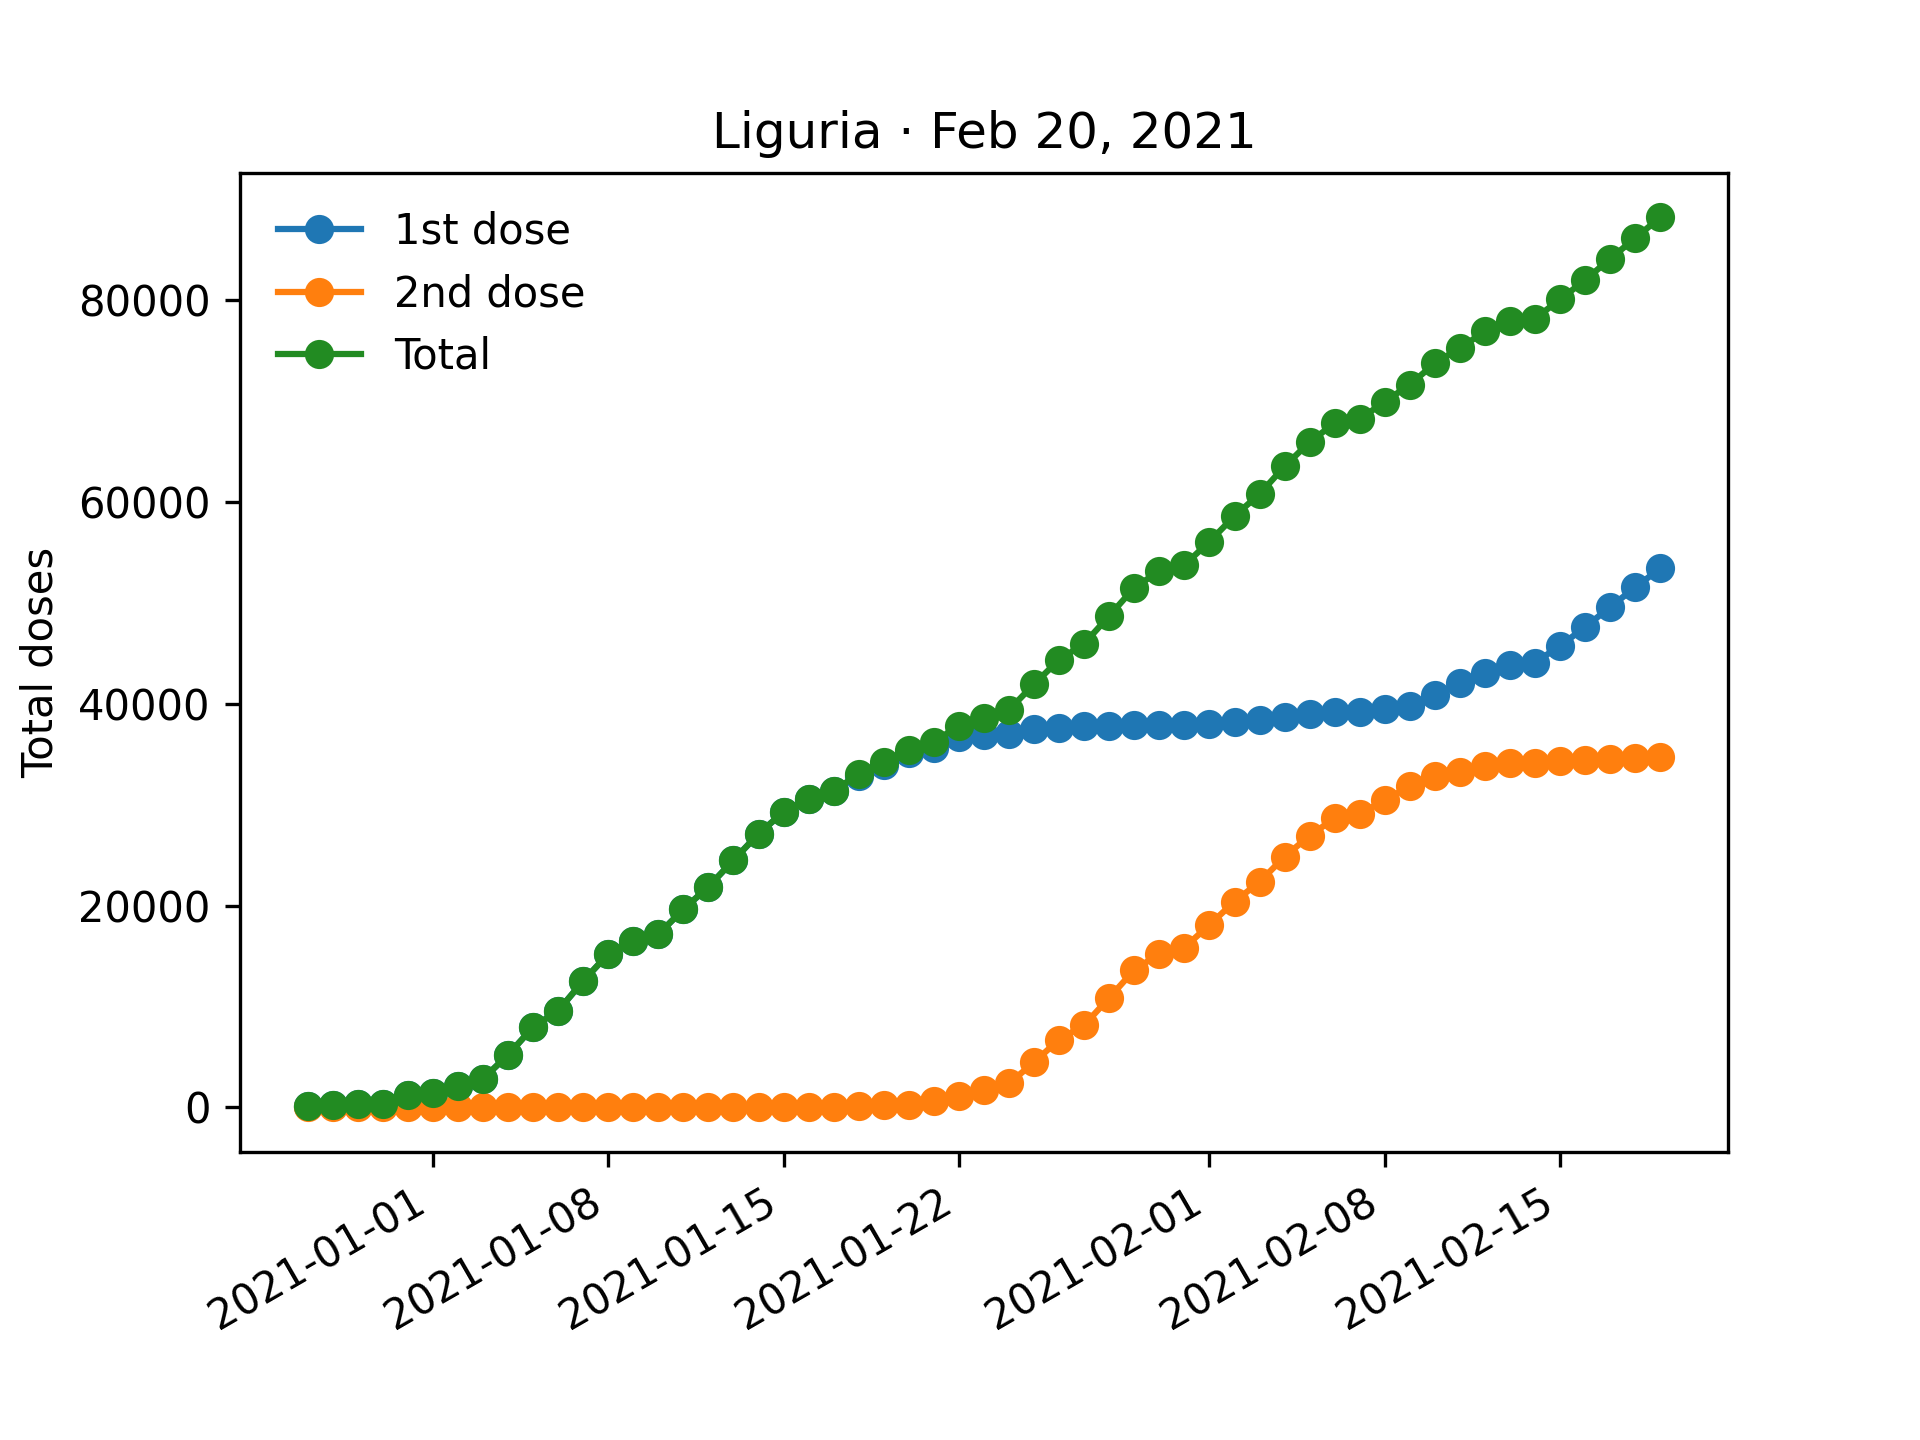 Liguria · Feb 20, 2021
1st dose
2nd dose
Total
Total doses
80000
60000
40000
20000
0
2021-01-01
2021-01-08
2021-01-15
2021-01-22
2021-02-01
2021-02-08
2021-02-15